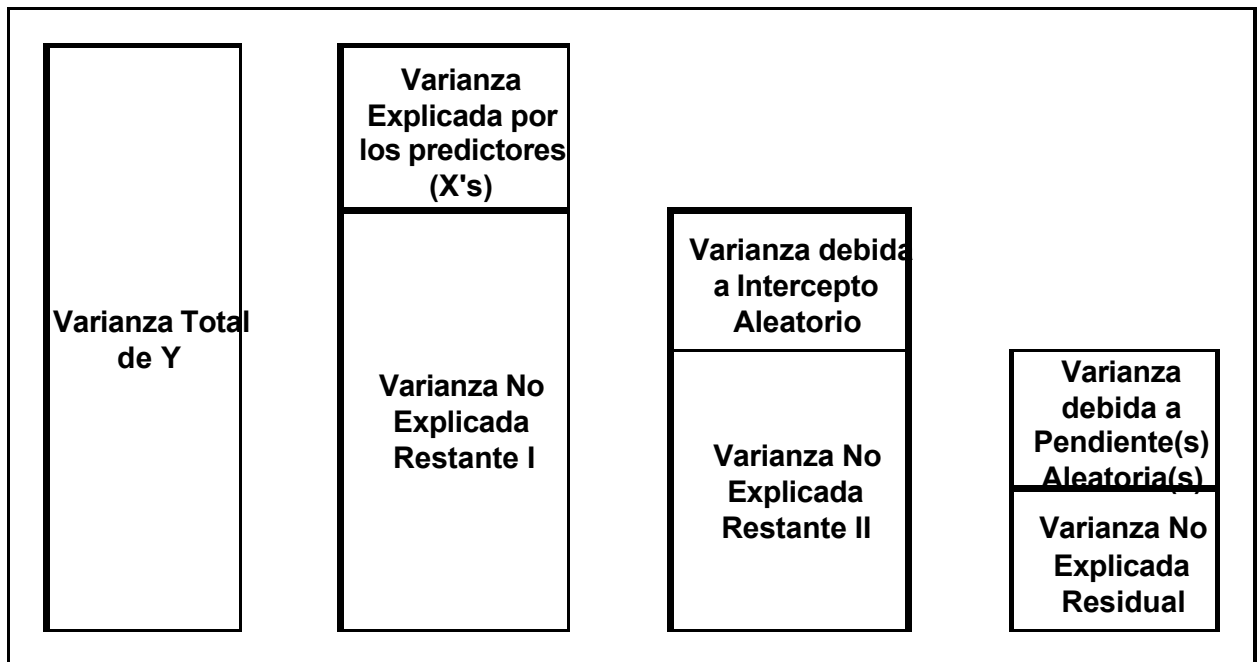 Varianza Total
de Y
Varianza
Explicada por
los predictores
(X's)
Varianza No
Explicada
Restante I
Varianza debida
a Intercepto
Aleatorio
Varianza No
Explicada
Restante II
Varianza
debida a
Pendiente(s)
Aleatoria(s)
Varianza No
Explicada
Residual